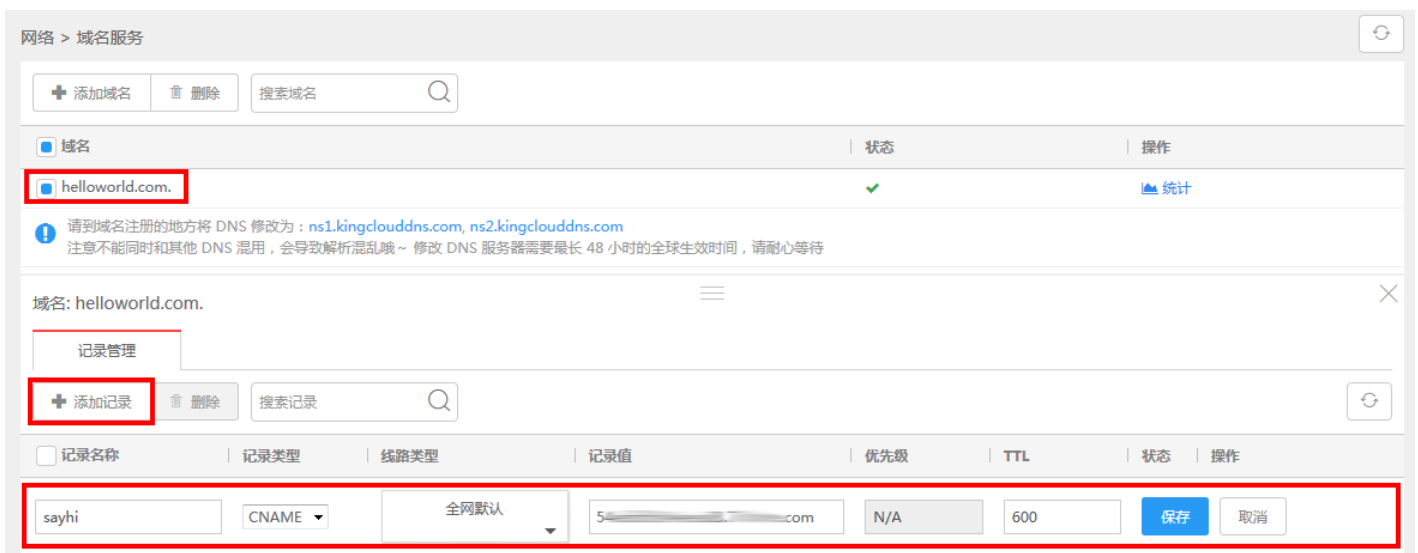 网络 > 域名服务
添加域名 删除 搜索域名
域名 状态 操作
helloworld.com. 统计
请到域名注册的地方将 DNS 修改为：ns1.kingclouddns.com, ns2.kingclouddns.com
注意不能同时和其他 DNS 混用，会导致解析混乱哦~ 修改 DNS 服务器需要最长 48 小时的全球生效时间，请耐心等待
域名: helloworld.com.
记录管理
添加记录 删除 搜索记录
记录名称 记录类型 线路类型 记录值 优先级 TTL 状态 操作
sayhi CNAME 全网默认 5 .com N/A 600 保存 取消